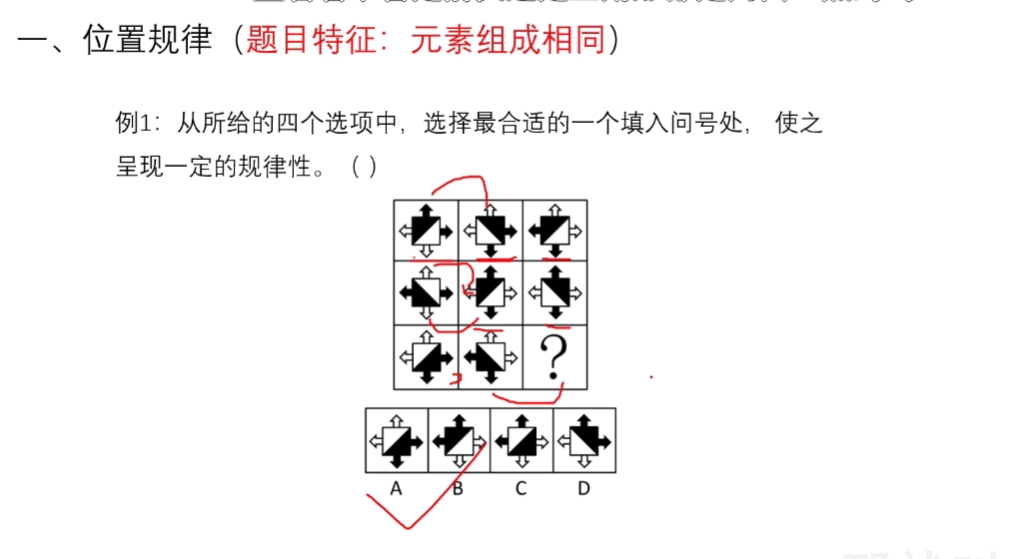 一、位置规律（题目特征：元素组成相同）
例1：从所给的四个选项中，选择最合适的一个填入问号处， 使之
呈现一定的规律性。（ ）
?
A B C D